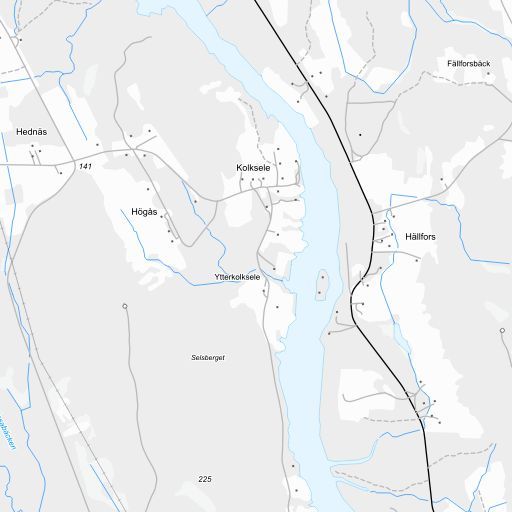 Fällforsbäck
Hednäs
141
Kolksele
Högås
Hällfors
Ytterkolksele
Selsberget
225